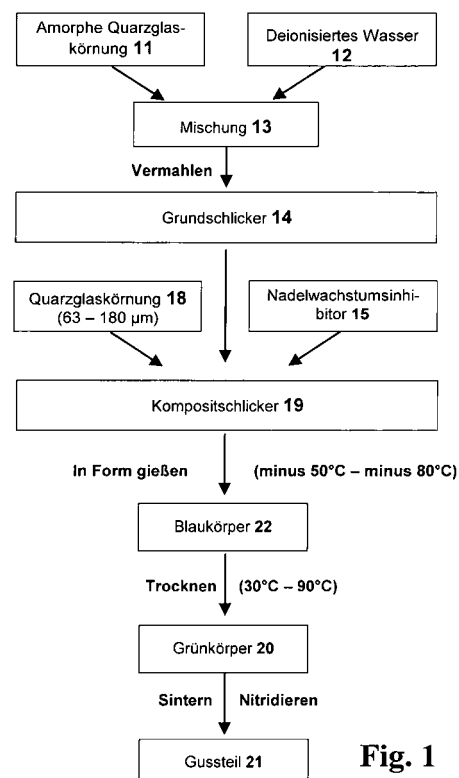 Amorphe Quarzglas-
körnung 11
Deionisiertes Wasser
12
Mischung 13
Vermahlen
Grundschlicker 14
Quarzglaskörnung 18
(63 – 180 µm)
Nadelwachstumsinhi-
bitor 15
Kompositschlicker 19
In Form gießen (minus 50°C – minus 80°C)
Blaukörper 22
Trocknen (30°C – 90°C)
Grünkörper 20
Sintern Nitridieren
Gussteil 21
Fig. 1